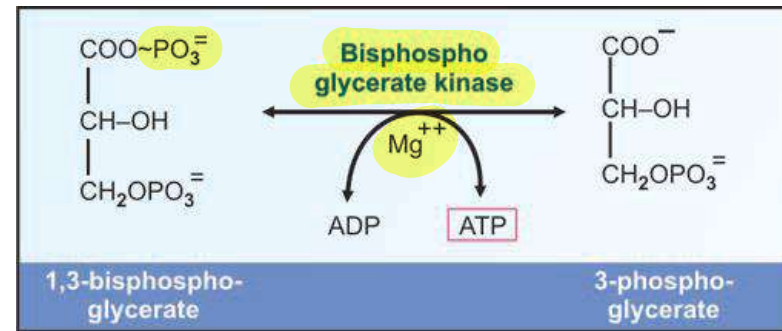 COO~PO₃⁼
CH–OH
CH₂OPO₃⁼
Bisphospho
glycerate kinase
Mg⁺⁺
ADP
ATP
COO⁻
CH–OH
CH₂OPO₃⁼
1,3-bisphospho-
glycerate
3-phospho-
glycerate